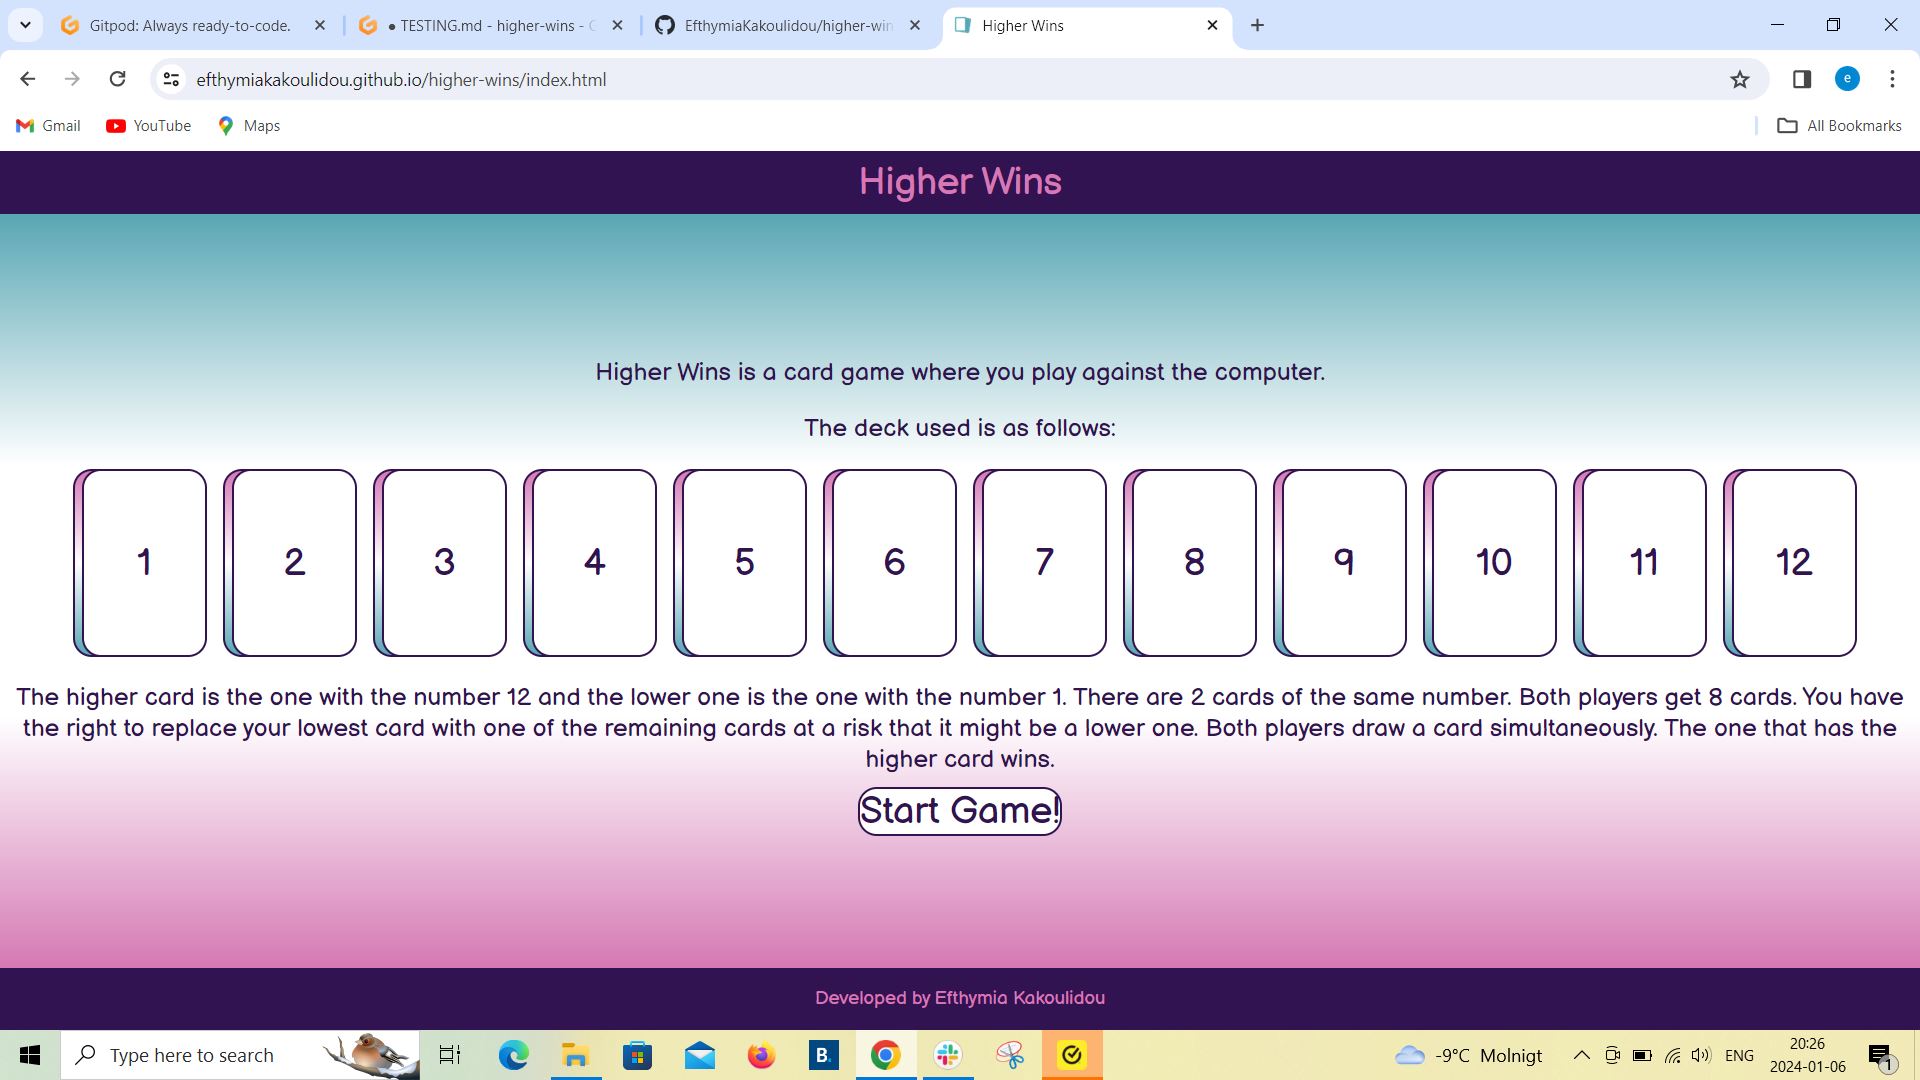 Gitpod: Always ready-to-code.
● TESTING.md - higher-wins -
EfthymiaKakoulidou/higher-win
Higher Wins
efthymiakakoulidou.github.io/higher-wins/index.html
e
Gmail
YouTube
Maps
All Bookmarks
Higher Wins
Higher Wins is a card game where you play against the computer.
The deck used is as follows:
1 2 3 4 5 6 7 8 9 10 11 12
The higher card is the one with the number 12 and the lower one is the one with the number 1. There are 2 cards of the same number. Both players get 8 cards. You have
the right to replace your lowest card with one of the remaining cards at a risk that it might be a lower one. Both players draw a card simultaneously. The one that has the
higher card wins.
Start Game!
Developed by Efthymia Kakoulidou
Type here to search
B.
-9°C Molnigt
ENG
20:26
2024-01-06
1